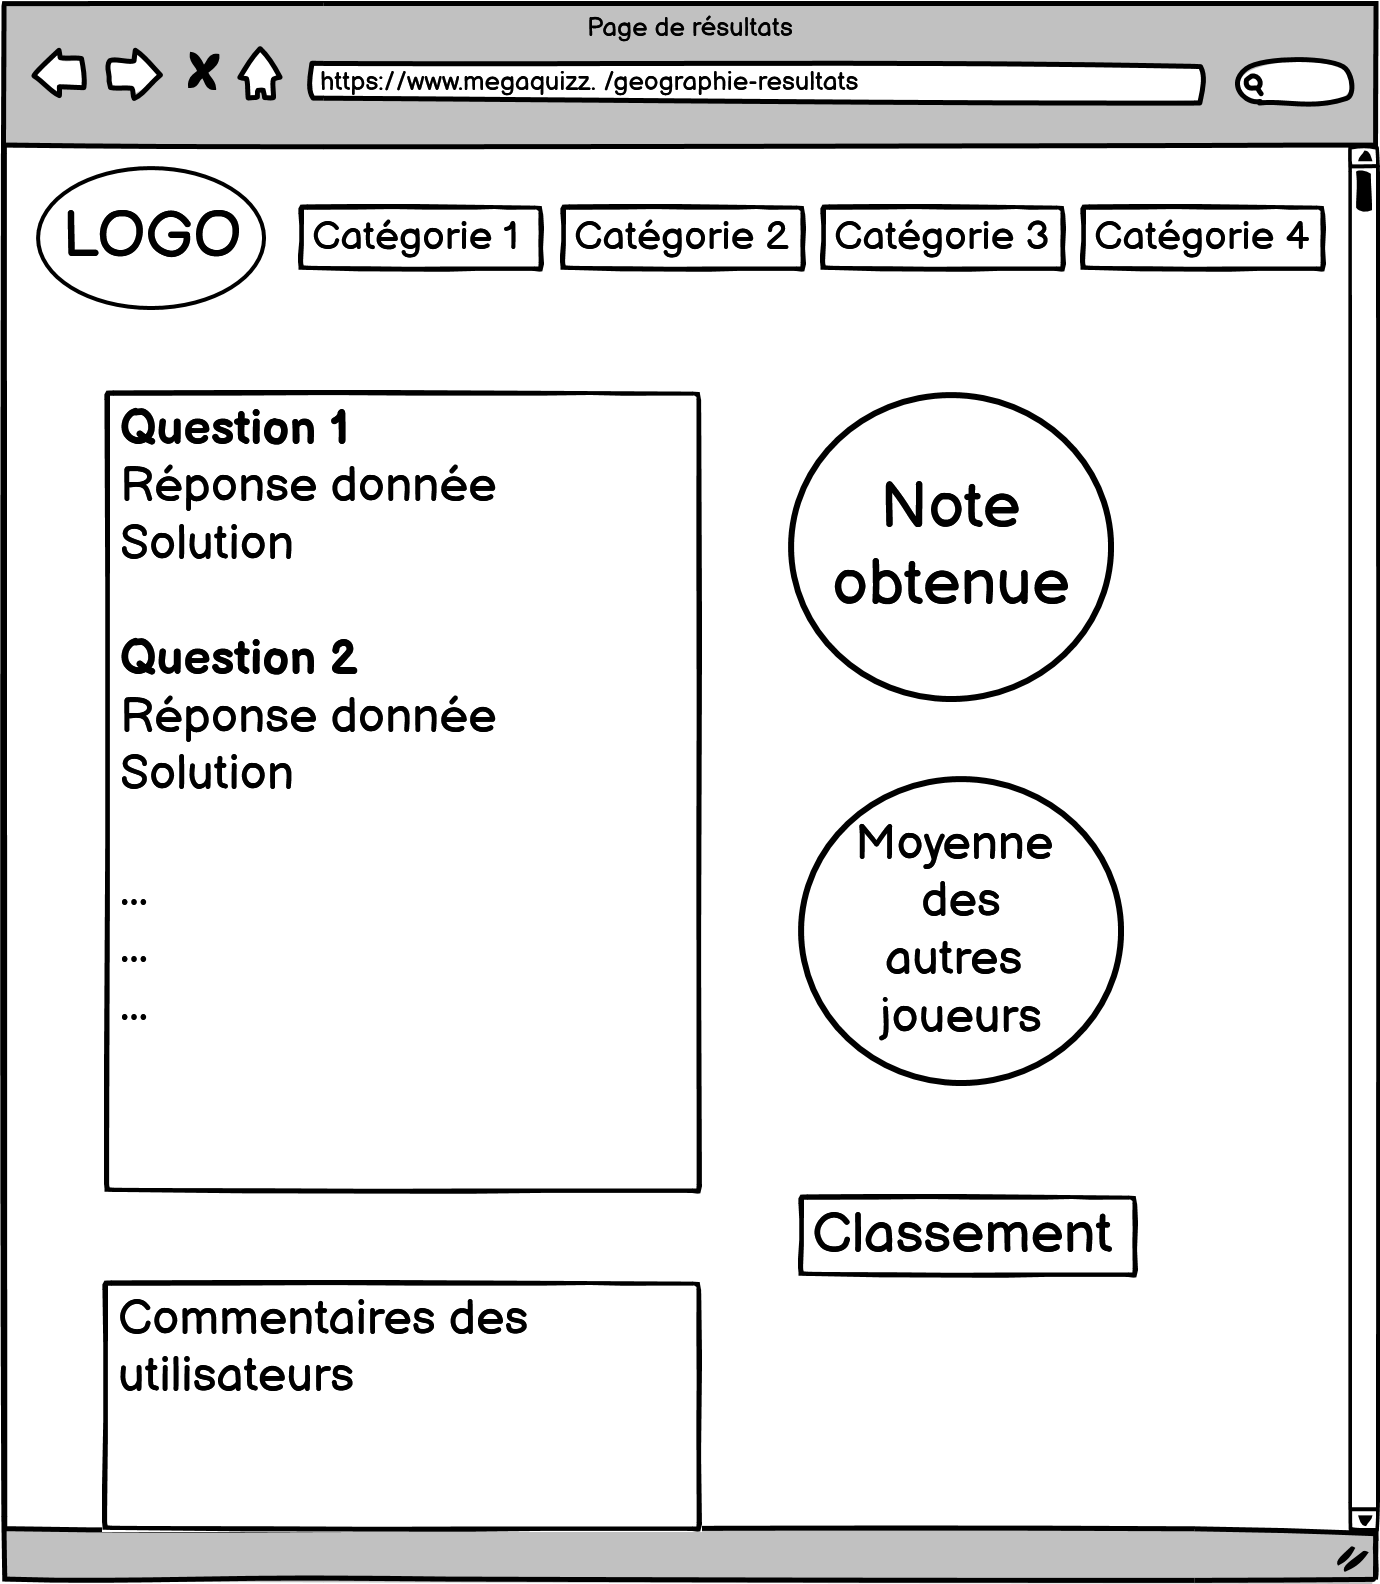 Page de résultats
https://www.megaquizz. /geographie-resultats
LOGO
Catégorie 1
Catégorie 2
Catégorie 3
Catégorie 4
Question 1
Réponse donnée
Solution
Question 2
Réponse donnée
Solution
...
...
...
Note
obtenue
Moyenne
des
autres
joueurs
Classement
Commentaires des
utilisateurs